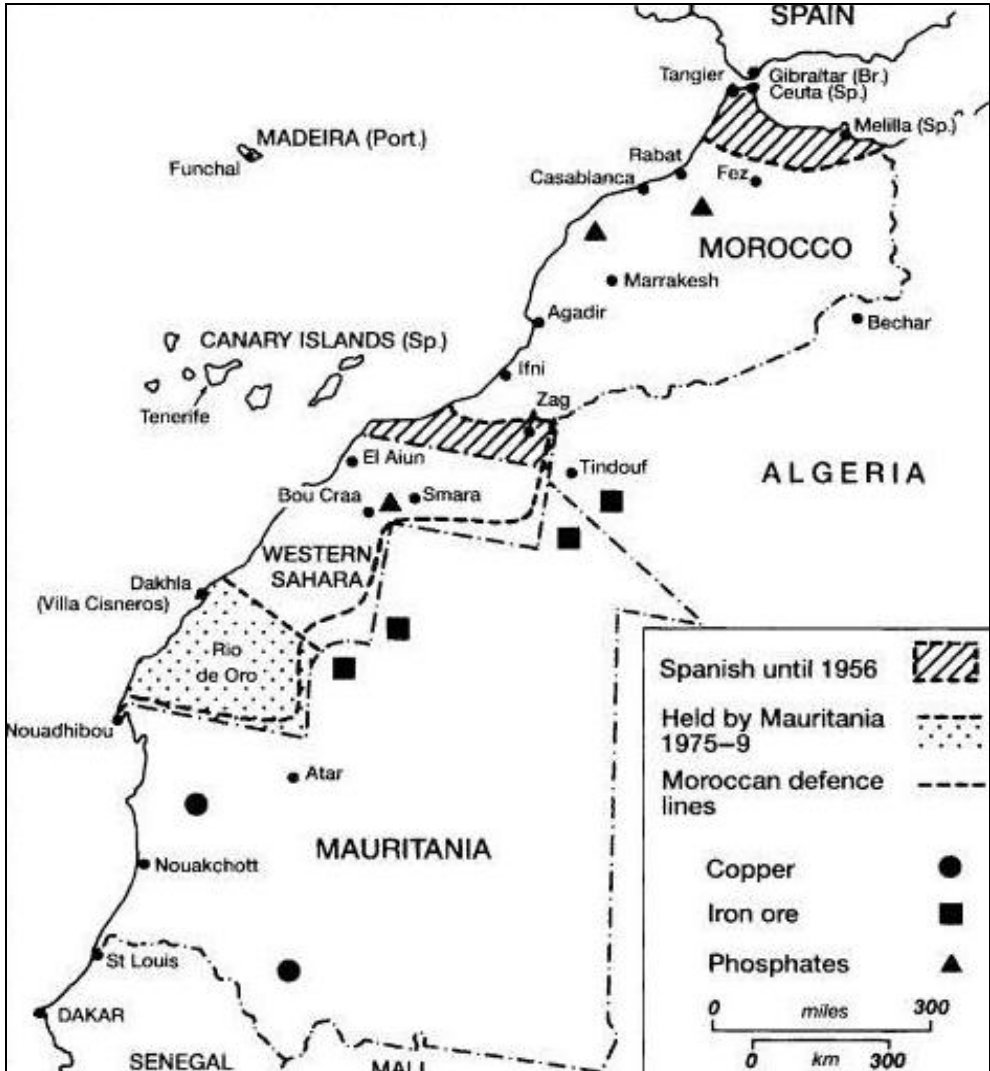 SPAIN
Tangier
Gibraltar (Br.)
Ceuta (Sp.)
Melilla (Sp.)
MADEIRA (Port.)
Funchal
Rabat
Fez
Casablanca
MOROCCO
Marrakesh
Agadir
Bechar
CANARY ISLANDS (Sp.)
Ifni
Tenerife
Zag
El Aiun
Tindouf
ALGERIA
Bou Craa
Smara
WESTERN
SAHARA
Dakhla
(Villa Cisneros)
Rio
de Oro
Nouadhibou
Atar
MAURITANIA
Nouakchott
St Louis
DAKAR
SENEGAL
MALI
Spanish until 1956
Held by Mauritania
1975–9
Moroccan defence
lines
Copper
Iron ore
Phosphates
0 miles 300
0 km 300